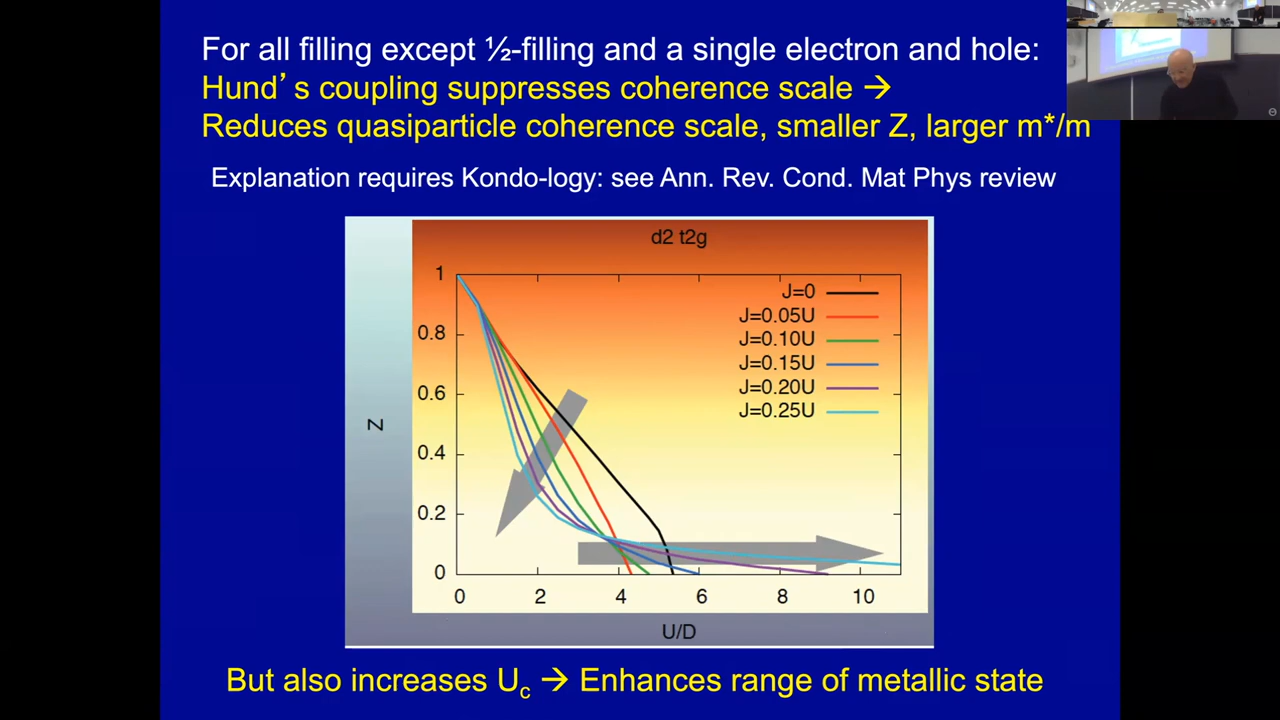 For all filling except ½-filling and a single electron and hole:
Hund's coupling suppresses coherence scale →
Reduces quasiparticle coherence scale, smaller Z, larger m*/m
Explanation requires Kondo-logy: see Ann. Rev. Cond. Mat Phys review
d2 t2g
1
0.8
0.6
0.4
0.2
0
Z
J=0
J=0.05U
J=0.10U
J=0.15U
J=0.20U
J=0.25U
0 2 4 6 8 10
U/D
But also increases Uc → Enhances range of metallic state